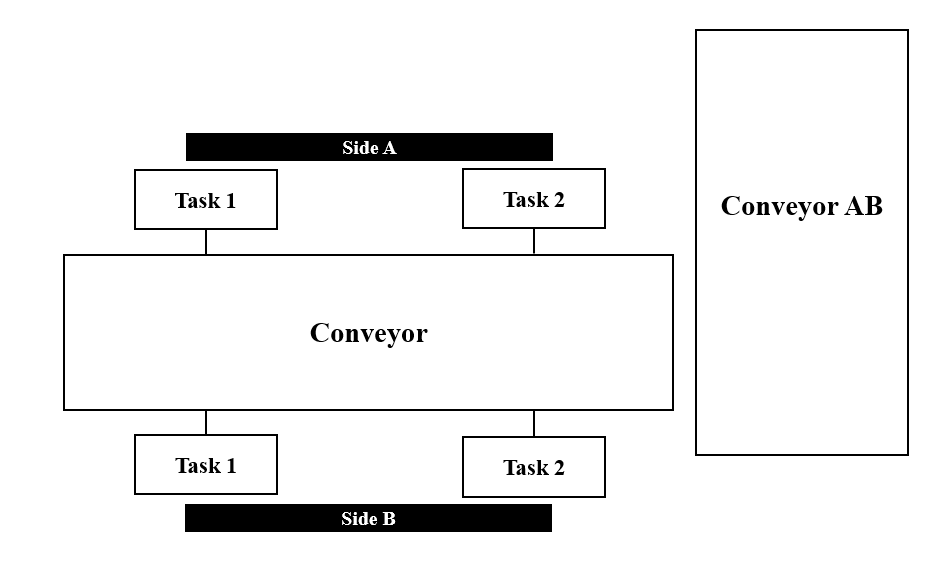 Side A
Task 1
Task 2
Conveyor AB
Conveyor
Task 1
Task 2
Side B